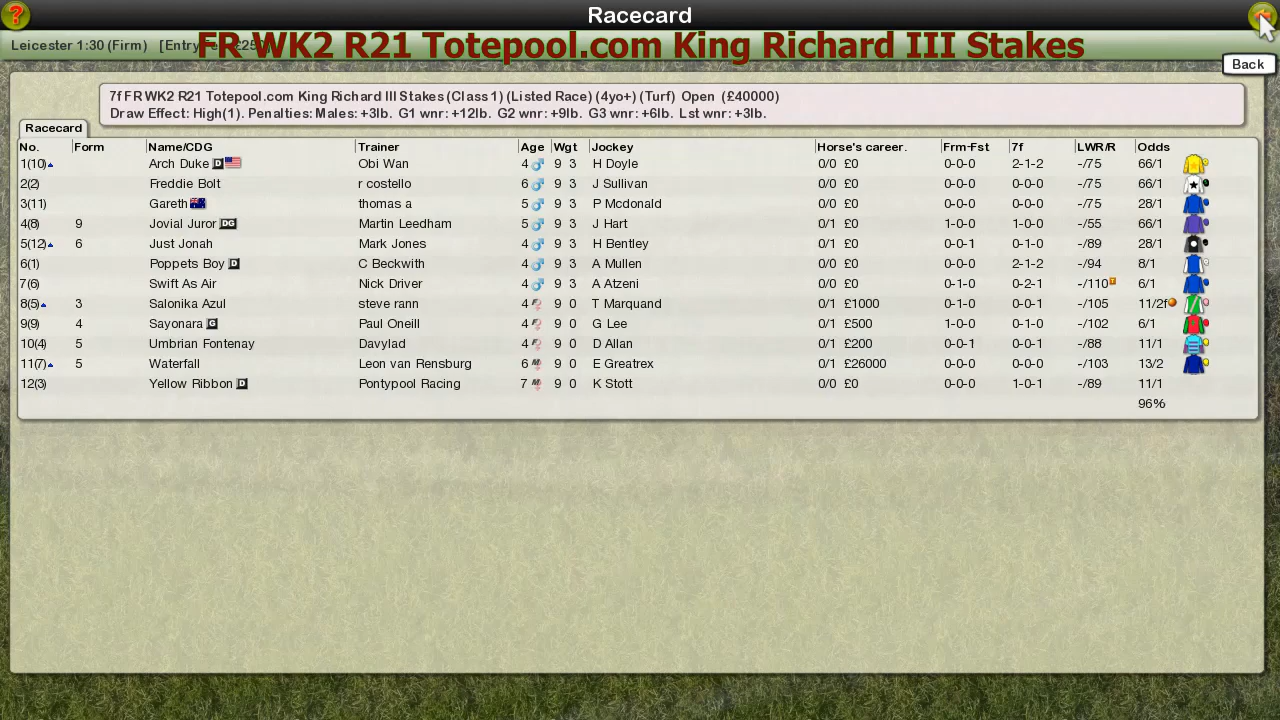 Racecard
Leicester 1:30 (Firm) [Entry
FR WK2 R21 Totepool.com King Richard III Stakes
Back
7f FR WK2 R21 Totepool.com King Richard III Stakes (Class 1) (Listed Race) (4yo+) (Turf) Open (£40000)
Draw Effect: High(1). Penalties: Males: +3lb. G1 wnr: +12lb. G2 wnr: +9lb. G3 wnr: +6lb. Lst wnr: +3lb.
Racecard
No. Form Name/CDG Trainer Age Wgt Jockey Horse's career. Frm-Fst 7f LWR/R Odds
1(10) Arch Duke D Obi Wan 4 9 3 H Doyle 0/0 £0 0-0-0 2-1-2 -/75 66/1
2(2) Freddie Bolt r costello 6 9 3 J Sullivan 0/0 £0 0-0-0 0-0-0 -/75 66/1
3(11) Gareth thomas a 5 9 3 P Mcdonald 0/0 £0 0-0-0 0-0-0 -/75 28/1
4(8) 9 Jovial Juror DG Martin Leedham 5 9 3 J Hart 0/1 £0 1-0-0 1-0-0 -/55 66/1
5(12) 6 Just Jonah Mark Jones 4 9 3 H Bentley 0/1 £0 0-0-1 0-1-0 -/89 28/1
6(1) Poppets Boy D C Beckwith 4 9 3 A Mullen 0/0 £0 0-0-0 2-1-2 -/94 8/1
7(6) Swift As Air Nick Driver 4 9 3 A Atzeni 0/0 £0 0-1-0 0-2-1 -/110 6/1
8(5) 3 Salonika Azul steve rann 4 9 0 T Marquand 0/1 £1000 0-1-0 0-0-1 -/105 11/2f
9(9) 4 Sayonara G Paul Oneill 4 9 0 G Lee 0/1 £500 1-0-0 0-1-0 -/102 6/1
10(4) 5 Umbrian Fontenay Davylad 4 9 0 D Allan 0/1 £200 0-0-1 0-0-1 -/88 11/1
11(7) 5 Waterfall Leon van Rensburg 6 9 0 E Greatrex 0/1 £26000 0-0-0 0-0-0 -/103 13/2
12(3) Yellow Ribbon D Pontypool Racing 7 9 0 K Stott 0/0 £0 0-0-0 1-0-1 -/89 11/1
96%